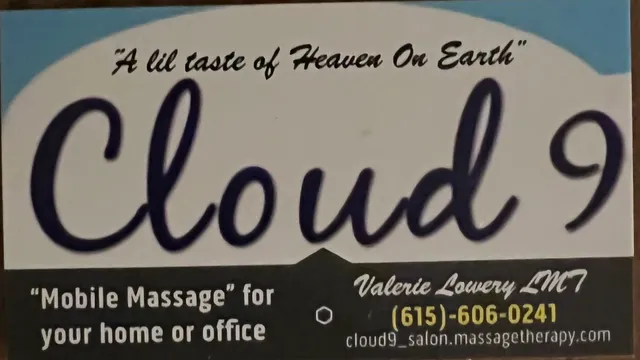 "A lil taste of Heaven On Earth"
Cloud 9
"Mobile Massage" for
your home or office
Valerie Lowery LMT
(615)-606-0241
cloud9_salon.massagetherapy.com